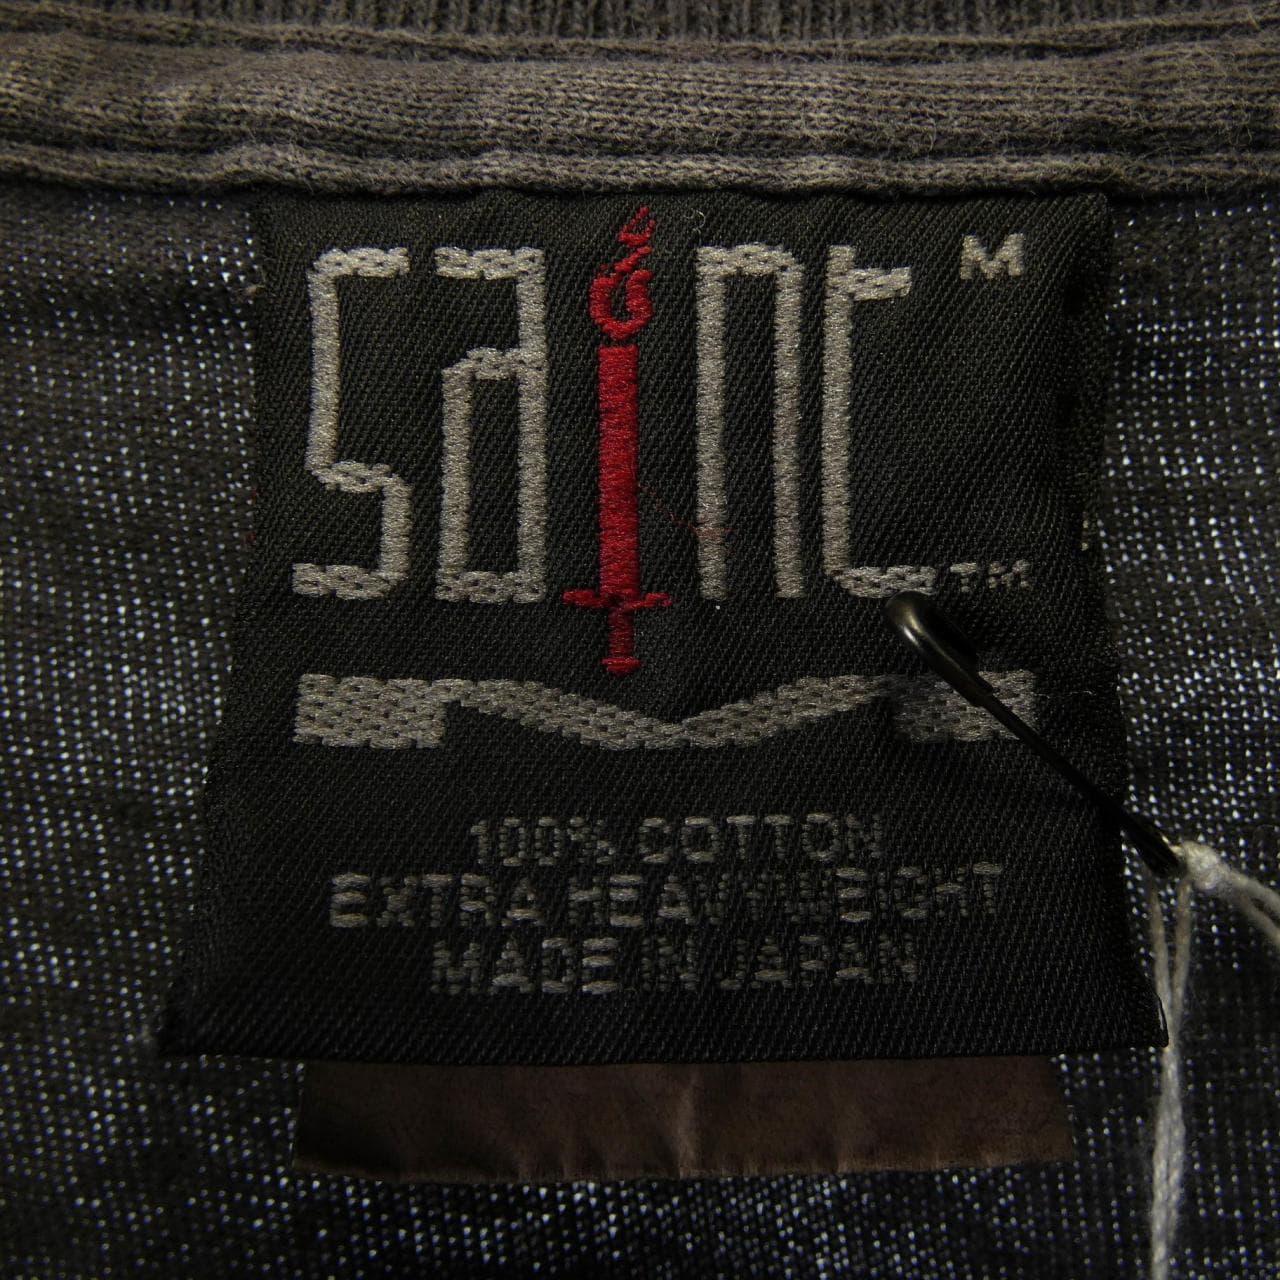 SaInt M
TM
100% COTTON
EXTRA HEAVYWEIGHT
MADE IN JAPAN